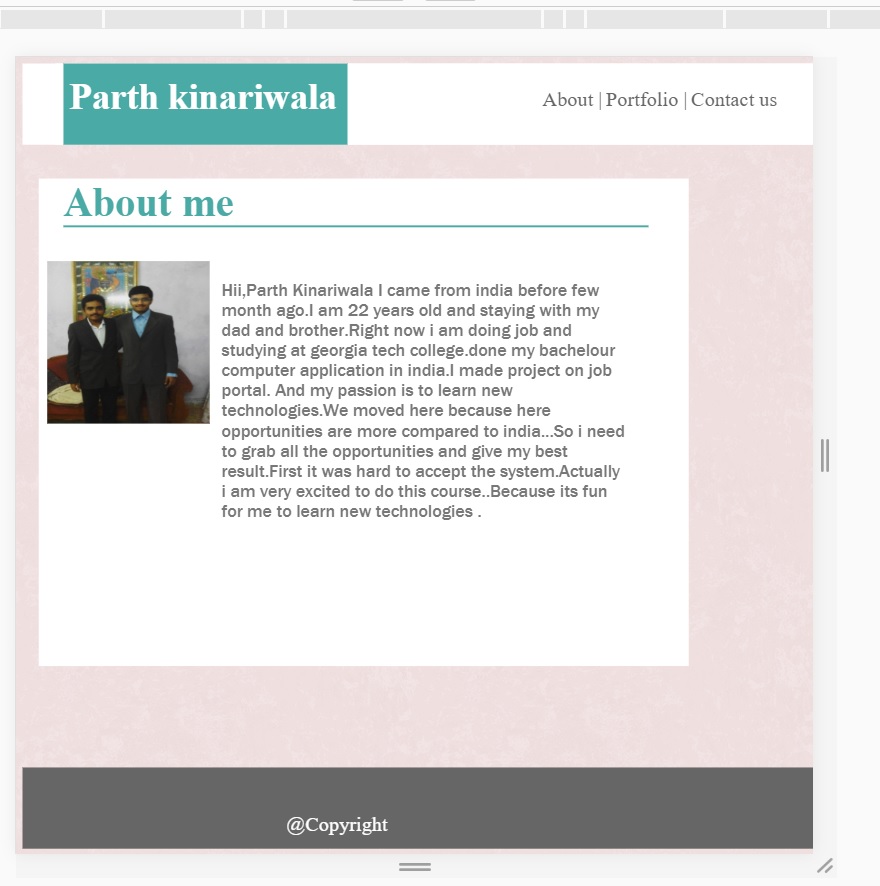 Parth kinariwala
About | Portfolio | Contact us
About me
Hii,Parth Kinariwala I came from india before few
month ago.I am 22 years old and staying with my
dad and brother.Right now i am doing job and
studying at georgia tech college.done my bachelour
computer application in india.I made project on job
portal. And my passion is to learn new
technologies.We moved here because here
opportunities are more compared to india...So i need
to grab all the opportunities and give my best
result.First it was hard to accept the system.Actually
i am very excited to do this course..Because its fun
for me to learn new technologies .
@Copyright